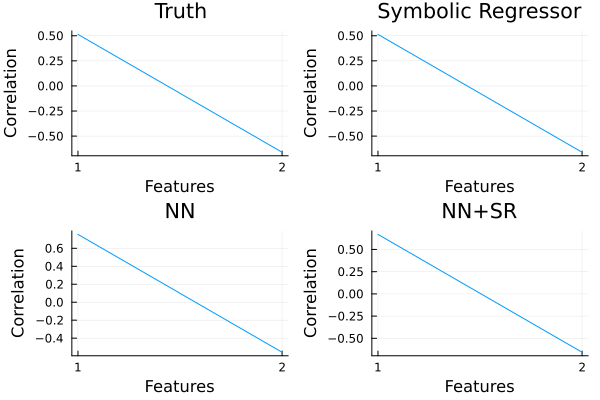 Truth
0.50
0.25
0.00
−0.25
−0.50
Correlation
1
2
Features
Symbolic Regressor
0.50
0.25
0.00
−0.25
−0.50
Correlation
1
2
Features
NN
0.6
0.4
0.2
0.0
−0.2
−0.4
Correlation
1
2
Features
NN+SR
0.50
0.25
0.00
−0.25
−0.50
Correlation
1
2
Features